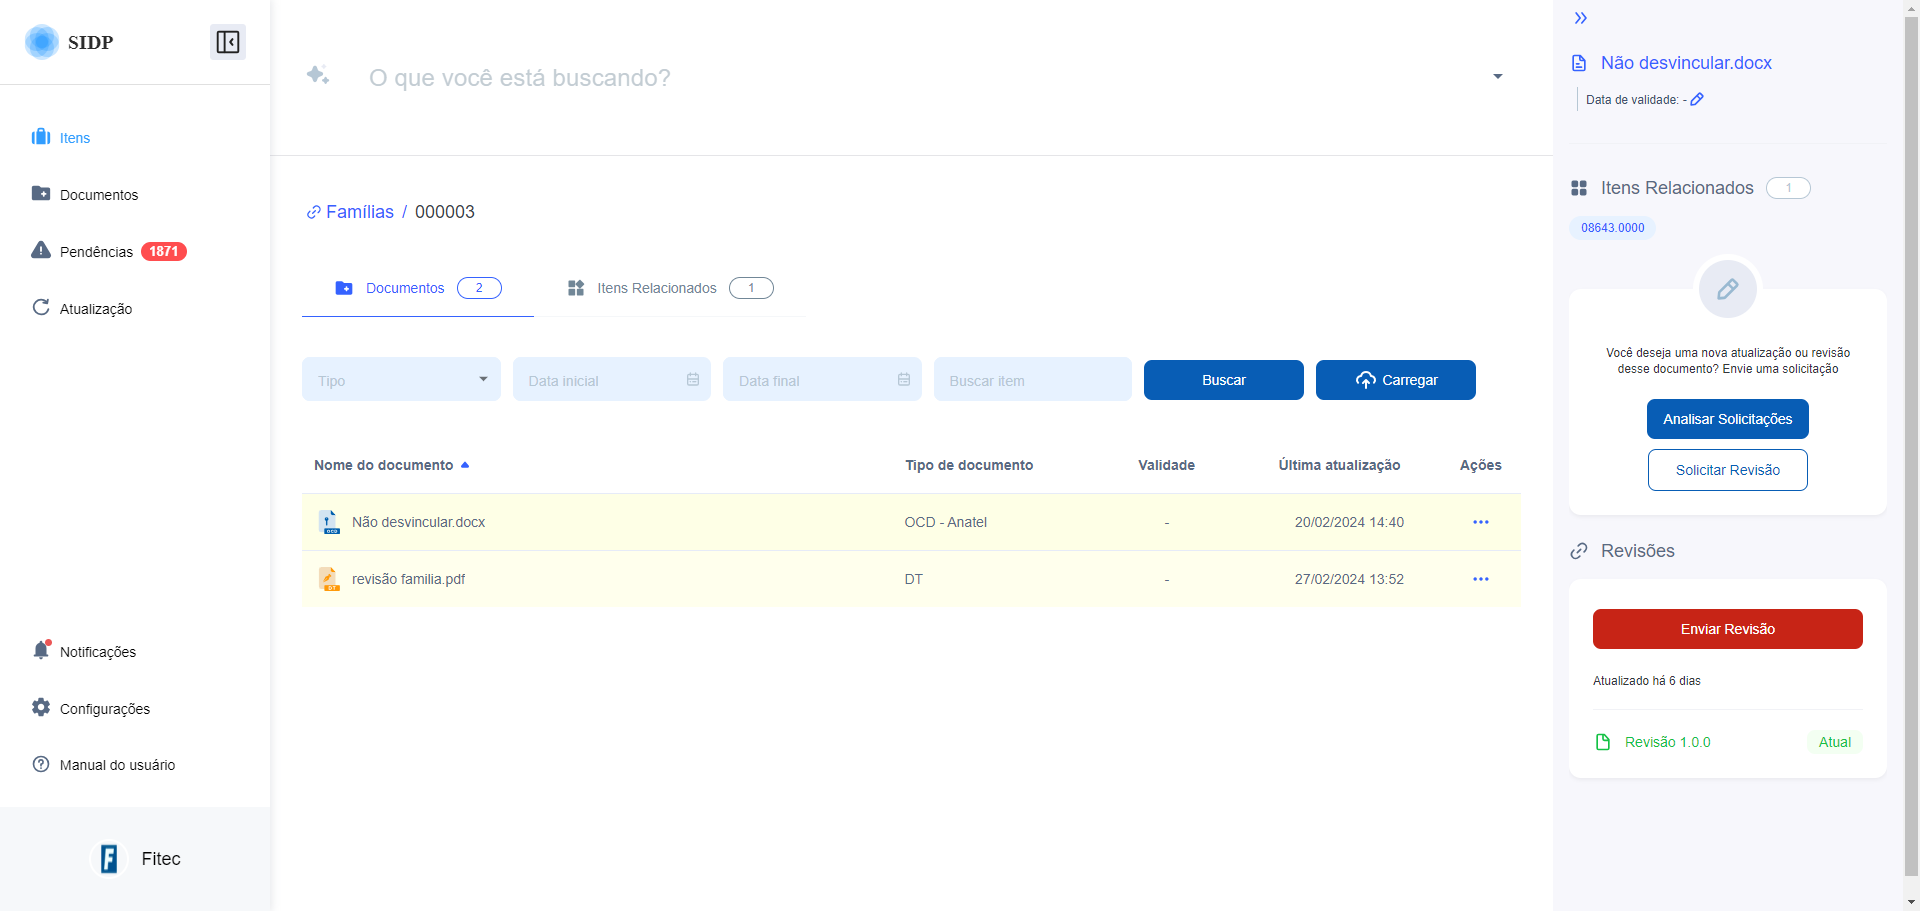 SIDP
Itens
Documentos
Pendências 1871
Atualização
Notificações
Configurações
Manual do usuário
Fitec
O que você está buscando?
Famílias / 000003
Documentos 2
Itens Relacionados 1
Tipo
Data inicial
Data final
Buscar item
Buscar
Carregar
Nome do documento Tipo de documento Validade Última atualização Ações
Não desvincular.docx OCD - Anatel - 20/02/2024 14:40
revisão familia.pdf DT - 27/02/2024 13:52
Não desvincular.docx
Data de validade: -
Itens Relacionados 1
08643.0000
Você deseja uma nova atualização ou revisão
desse documento? Envie uma solicitação
Analisar Solicitações
Solicitar Revisão
Revisões
Enviar Revisão
Atualizado há 6 dias
Revisão 1.0.0 Atual